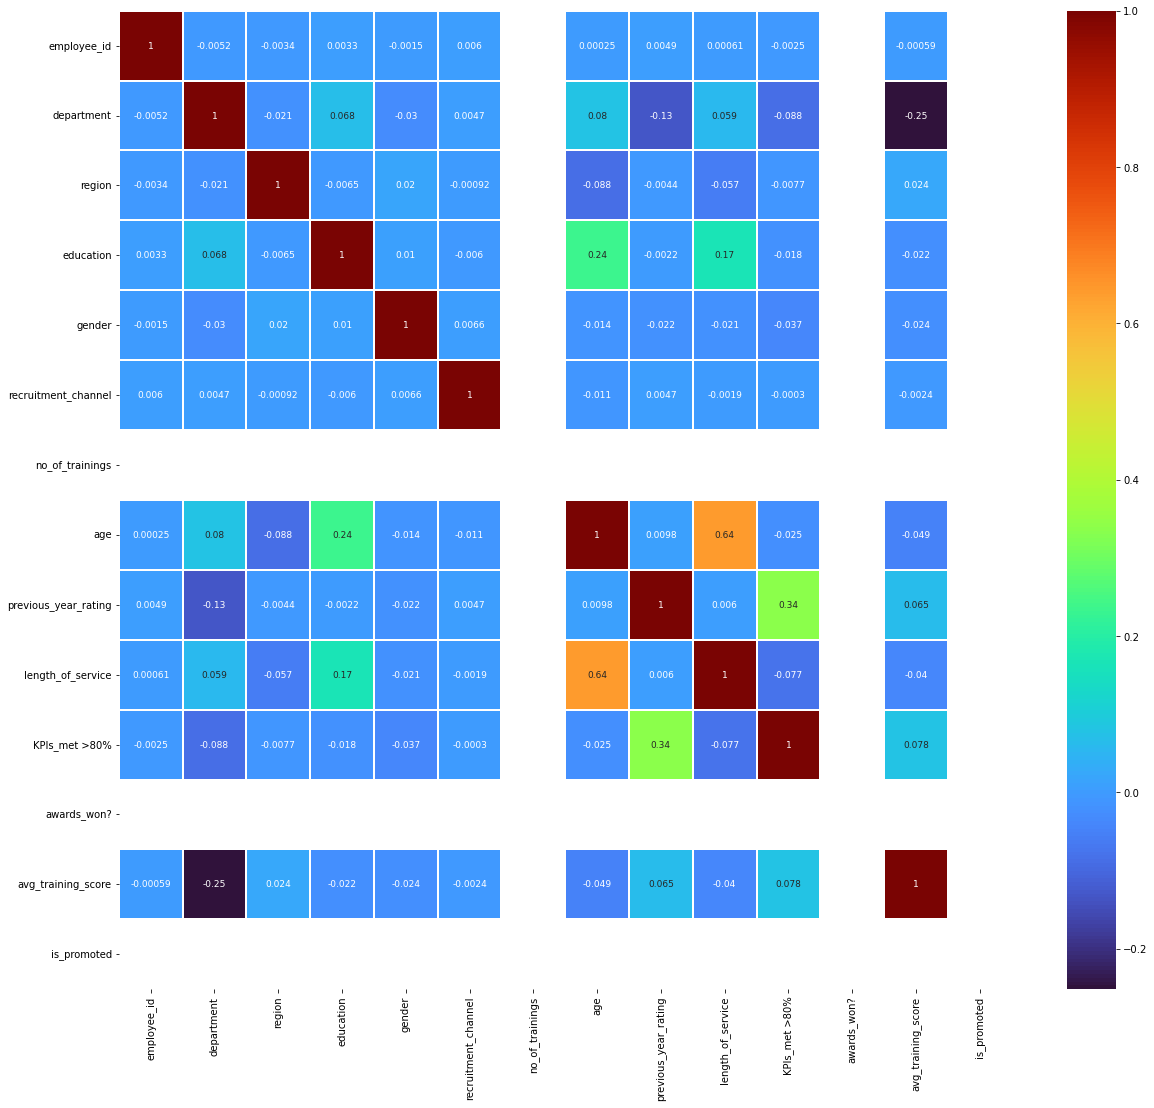 employee_id 1 -0.0052 -0.0034 0.0033 -0.0015 0.006 0.00025 0.0049 0.00061 -0.0025 -0.00059
department -0.0052 1 -0.021 0.068 -0.03 0.0047 0.08 -0.13 0.059 -0.088 -0.25
region -0.0034 -0.021 1 -0.0065 0.02 -0.00092 -0.088 -0.0044 -0.057 -0.0077 0.024
education 0.0033 0.068 -0.0065 1 0.01 -0.006 0.24 -0.0022 0.17 -0.018 -0.022
gender -0.0015 -0.03 0.02 0.01 1 0.0066 -0.014 -0.022 -0.021 -0.037 -0.024
recruitment_channel 0.006 0.0047 -0.00092 -0.006 0.0066 1 -0.011 0.0047 -0.0019 -0.0003 -0.0024
no_of_trainings
age 0.00025 0.08 -0.088 0.24 -0.014 -0.011 1 0.0098 0.64 -0.025 -0.049
previous_year_rating 0.0049 -0.13 -0.0044 -0.0022 -0.022 0.0047 0.0098 1 0.006 0.34 0.065
length_of_service 0.00061 0.059 -0.057 0.17 -0.021 -0.0019 0.64 0.006 1 -0.077 -0.04
KPIs_met >80% -0.0025 -0.088 -0.0077 -0.018 -0.037 -0.0003 -0.025 0.34 -0.077 1 0.078
awards_won?
avg_training_score -0.00059 -0.25 0.024 -0.022 -0.024 -0.0024 -0.049 0.065 -0.04 0.078 1
is_promoted
employee_id
department
region
education
gender
recruitment_channel
no_of_trainings
age
previous_year_rating
length_of_service
KPIs_met >80%
awards_won?
avg_training_score
is_promoted
1.0
0.8
0.6
0.4
0.2
0.0
−0.2